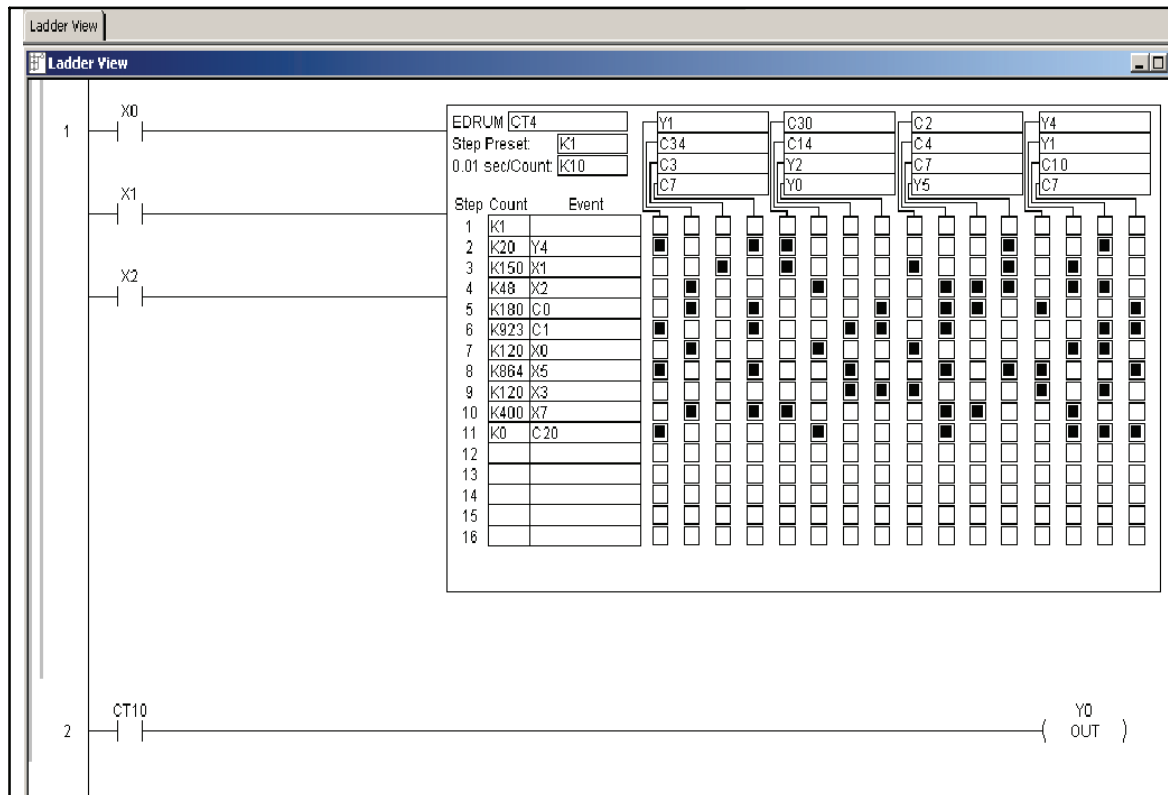 Ladder View
Ladder View
1
X0
X1
X2
EDRUM CT4
Step Preset: K1
0.01 sec/Count: K10
Y1 C30 C2 Y4
C34 C14 C4 Y1
C3 Y2 C7 C10
C7 Y0 Y5 C7
Step Count Event
1 K1
2 K20 Y4
3 K150 X1
4 K48 X2
5 K180 C0
6 K923 C1
7 K120 X0
8 K864 X5
9 K120 X3
10 K400 X7
11 K0 C20
12
13
14
15
16
2
CT10
Y0
( OUT )